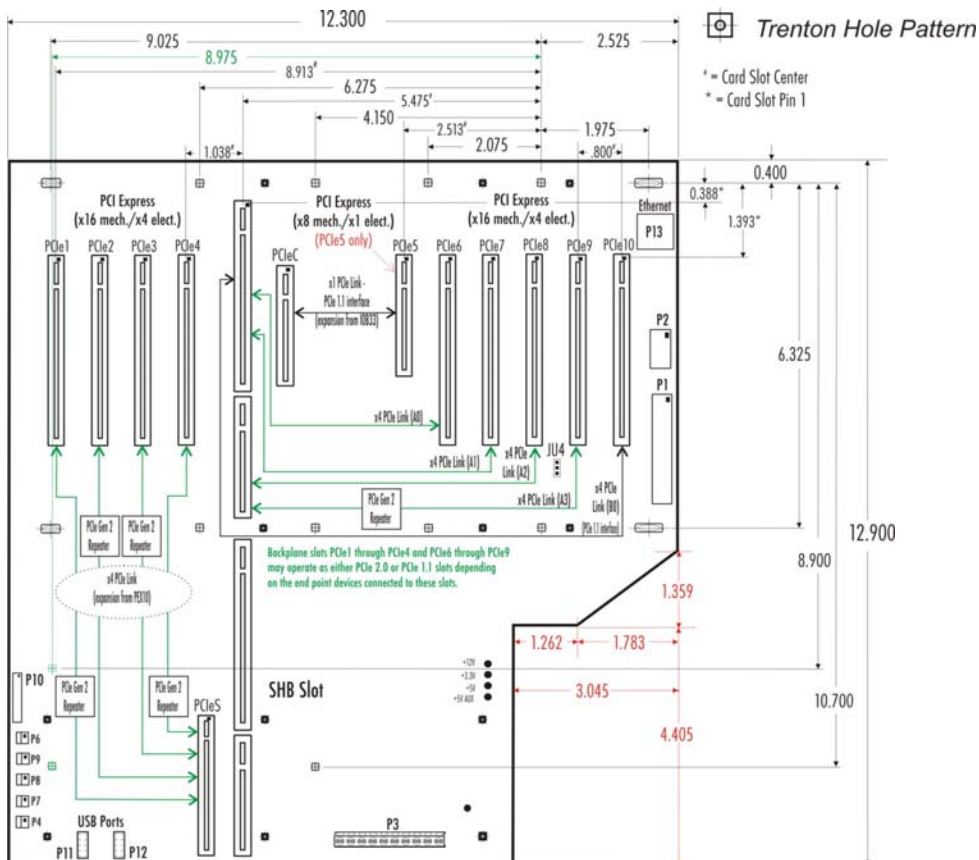 12.300
Trenton Hole Pattern
9.025
2.525
8.975
8.913#
6.275
5.475#
4.150
2.513#
1.975
2.075
1.038#
.800#
# = Card Slot Center
* = Card Slot Pin 1
0.400
0.388*
1.393*
PCI Express
(x16 mech./x4 elect.)
PCI Express
(x8 mech./x1 elect.)
(PCIe5 only)
PCI Express
(x16 mech./x4 elect.)
Ethernet
P13
PCIe1
PCIe2
PCIe3
PCIe4
PCIeC
PCIe5
PCIe6
PCIe7
PCIe8
PCIe9
PCIe10
x1 PCIe Link -
PCIe 1.1 interface
(expansion from IOB33)
P2
P1
6.325
x4 PCIe Link (A0)
x4 PCIe Link (A1)
x4 PCIe
Link (A2)
JU4
x4 PCIe Link (A3)
x4 PCIe
Link (B0)
(PCIe 1.1 interface)
PCIe Gen 2
Repeater
PCIe Gen 2
Repeater
PCIe Gen 2
Repeater
12.900
Backplane slots PCIe1 through PCIe4 and PCIe6 through PCIe9
may operate as either PCIe 2.0 or PCIe 1.1 slots depending
on the end point devices connected to these slots.
8.900
x4 PCIe Link
(expansion from PEX10)
1.359
1.262
1.783
P10
PCIe Gen 2
Repeater
PCIe Gen 2
Repeater
PCIeS
SHB Slot
+12V
+3.3V
+5V
+5V AUX
3.045
10.700
4.405
P6
P9
P8
P7
P4
USB Ports
P11
P12
P3